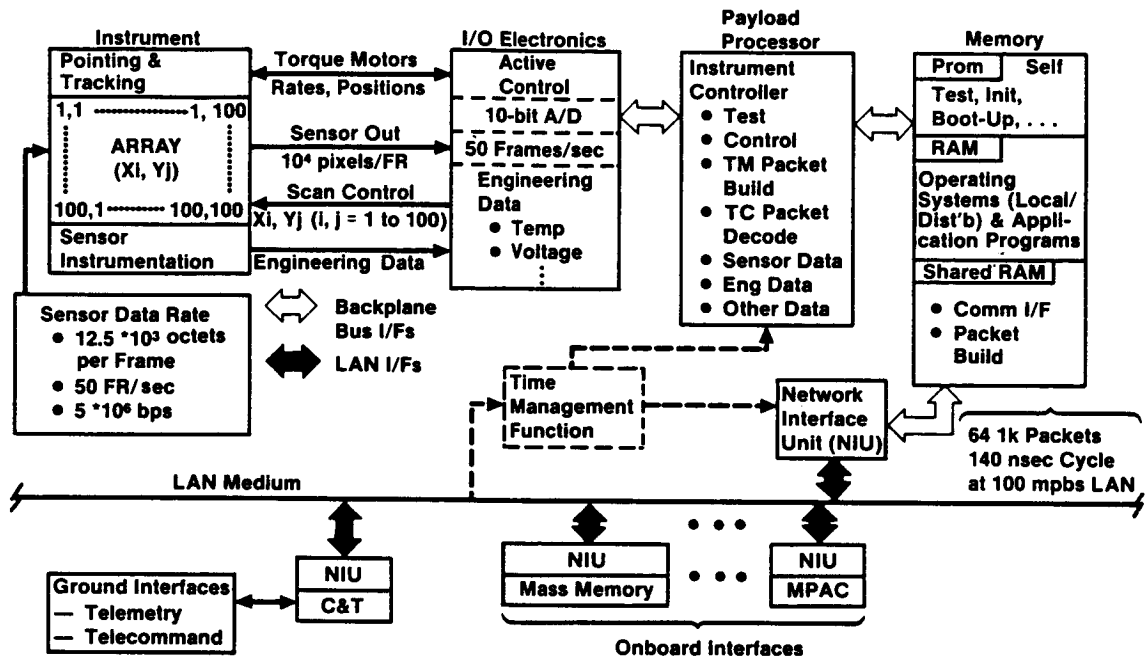 Instrument
Pointing &
Tracking
1,1 1, 100
ARRAY
(Xi, Yj)
100,1 100,100
Sensor
Instrumentation
Torque Motors
Rates, Positions
Sensor Out
10⁴ pixels/FR
Scan Control
Xi, Yj (i, j = 1 to 100)
Engineering Data
I/O Electronics
Active
Control
10-bit A/D
50 Frames/sec
Engineering
Data
● Temp
● Voltage
Payload
Processor
Instrument
Controller
● Test
● Control
● TM Packet
Build
● TC Packet
Decode
● Sensor Data
● Eng Data
● Other Data
Memory
Prom Self
Test, Init,
Boot-Up, . . .
RAM
Operating
Systems (Local/
Dist'b) & Appli-
cation Programs
Shared RAM
● Comm I/F
● Packet
Build
Sensor Data Rate
● 12.5 *10³ octets
per Frame
● 50 FR/sec
● 5 *10⁶ bps
Backplane
Bus I/Fs
LAN I/Fs
Time
Management
Function
Network
Interface
Unit (NIU)
64 1k Packets
140 nsec Cycle
at 100 mpbs LAN
LAN Medium
Ground Interfaces
— Telemetry
— Telecommand
NIU
C&T
NIU
Mass Memory
NIU
MPAC
Onboard interfaces